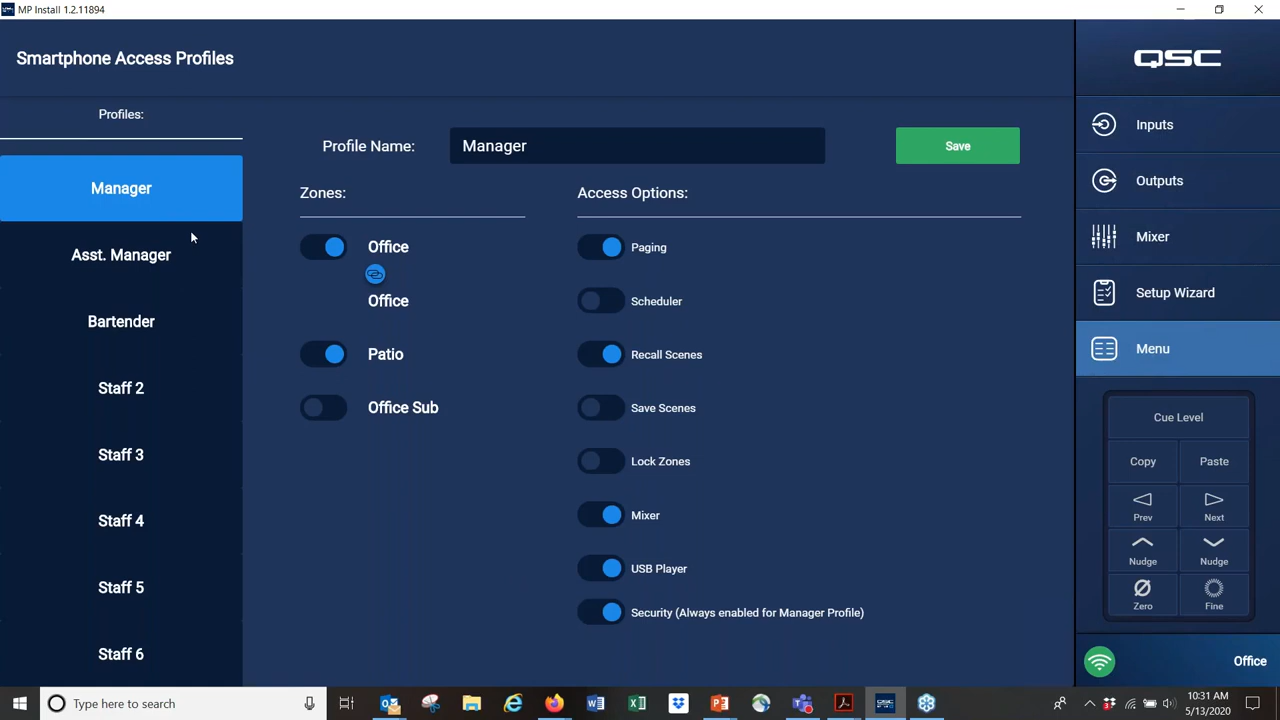 MP Install 1.2.11894
Smartphone Access Profiles
QSC
Profiles:
Manager
Asst. Manager
Bartender
Staff 2
Staff 3
Staff 4
Staff 5
Staff 6
Profile Name:
Manager
Save
Zones:
Office
Office
Patio
Office Sub
Access Options:
Paging
Scheduler
Recall Scenes
Save Scenes
Lock Zones
Mixer
USB Player
Security (Always enabled for Manager Profile)
Inputs
Outputs
Mixer
Setup Wizard
Menu
Cue Level
Copy
Paste
Prev
Next
Nudge
Nudge
Zero
Fine
Office
Type here to search
10:31 AM
5/13/2020